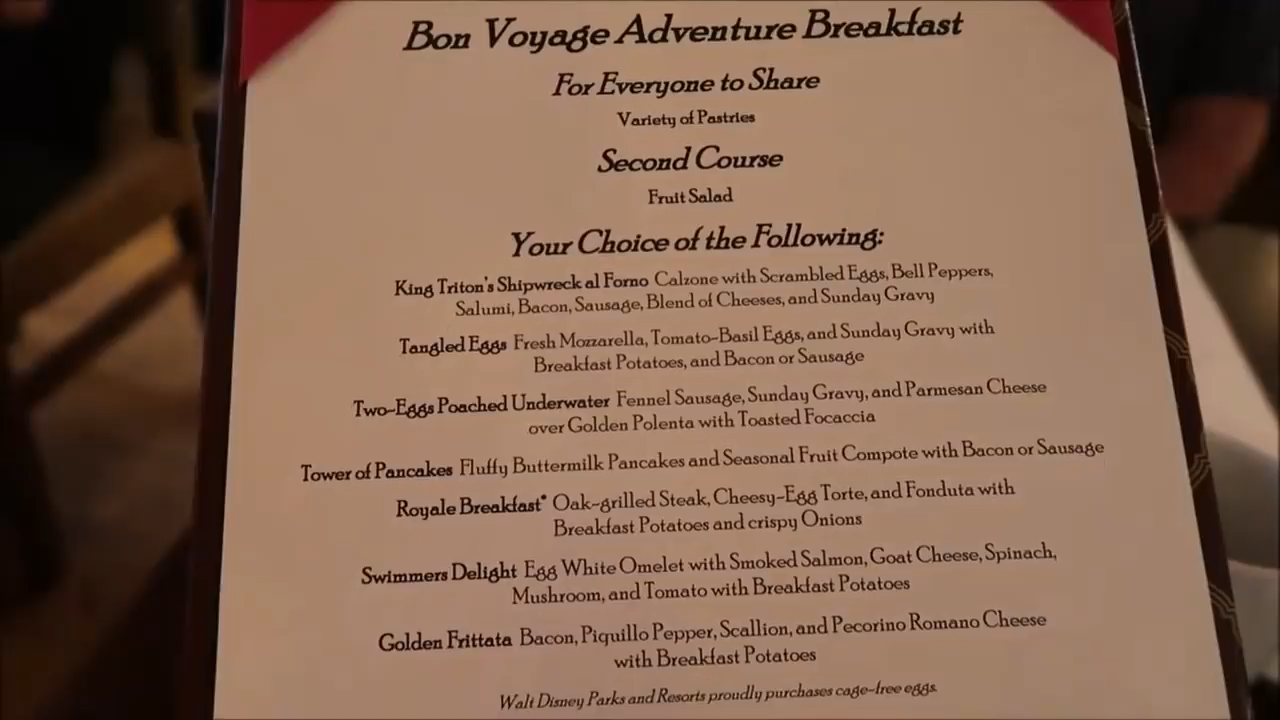 Bon Voyage Adventure Breakfast
For Everyone to Share
Variety of Pastries
Second Course
Fruit Salad
Your Choice of the Following:
King Triton's Shipwreck al Forno Calzone with Scrambled Eggs, Bell Peppers,
Salumi, Bacon, Sausage, Blend of Cheeses, and Sunday Gravy
Tangled Eggs Fresh Mozzarella, Tomato-Basil Eggs, and Sunday Gravy with
Breakfast Potatoes, and Bacon or Sausage
Two-Eggs Poached Underwater Fennel Sausage, Sunday Gravy, and Parmesan Cheese
over Golden Polenta with Toasted Focaccia
Tower of Pancakes Fluffy Buttermilk Pancakes and Seasonal Fruit Compote with Bacon or Sausage
Royale Breakfast* Oak-grilled Steak, Cheesy-Egg Torte, and Fonduta with
Breakfast Potatoes and crispy Onions
Swimmers Delight Egg White Omelet with Smoked Salmon, Goat Cheese, Spinach,
Mushroom, and Tomato with Breakfast Potatoes
Golden Frittata Bacon, Piquillo Pepper, Scallion, and Pecorino Romano Cheese
with Breakfast Potatoes
Walt Disney Parks and Resorts proudly purchases cage-free eggs.